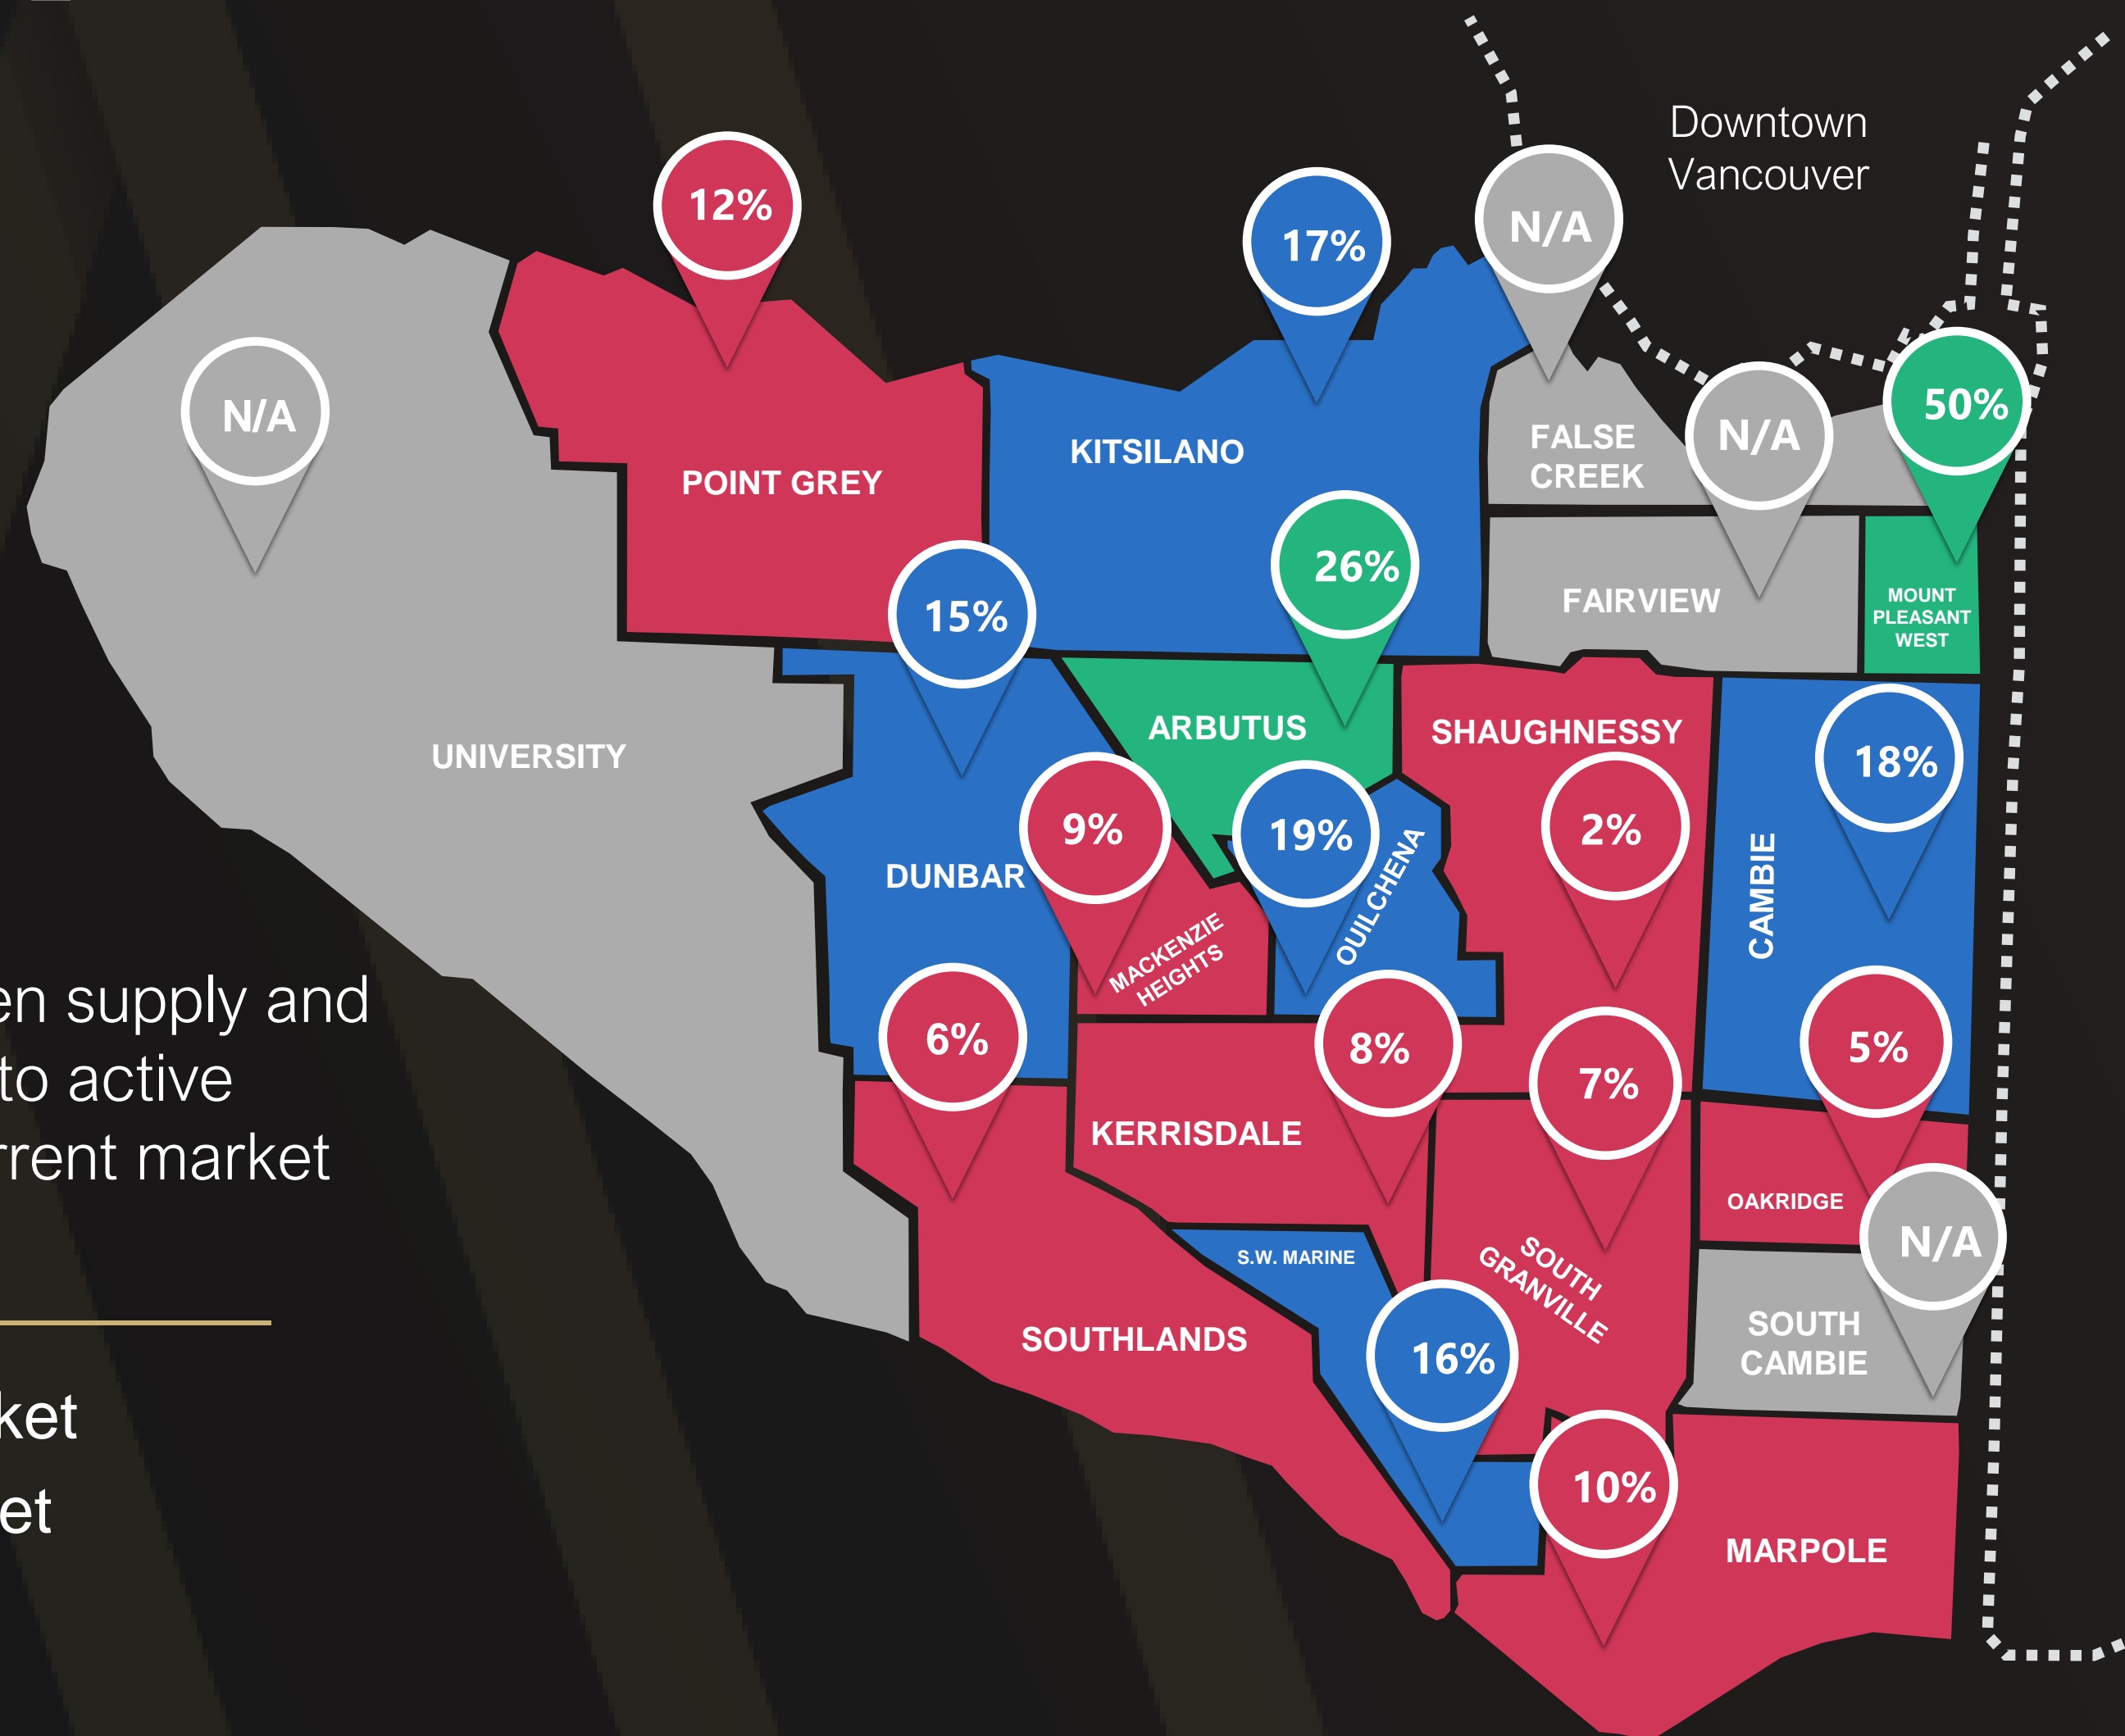 Downtown
Vancouver
12%
17%
N/A
N/A
50%
N/A
FALSE
CREEK
KITSILANO
POINT GREY
26%
15%
FAIRVIEW
MOUNT
PLEASANT
WEST
ARBUTUS
SHAUGHNESSY
UNIVERSITY
18%
9%
19%
2%
DUNBAR
QUILCHENA
CAMBIE
MACKENZIE
HEIGHTS
en supply and
to active
rrent market
6%
8%
7%
5%
KERRISDALE
OAKRIDGE
N/A
S.W. MARINE
SOUTH
GRANVILLE
SOUTHLANDS
SOUTH
CAMBIE
16%
ket
et
10%
MARPOLE